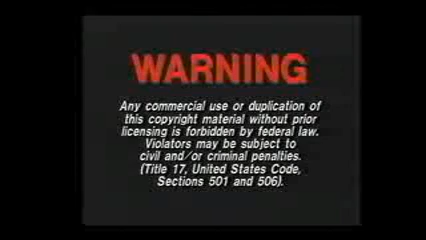 WARNING
Any commercial use or duplication of
this copyright material without prior
licensing is forbidden by federal law.
Violators may be subject to
civil and/or criminal penalties.
(Title 17, United States Code,
Sections 501 and 506).